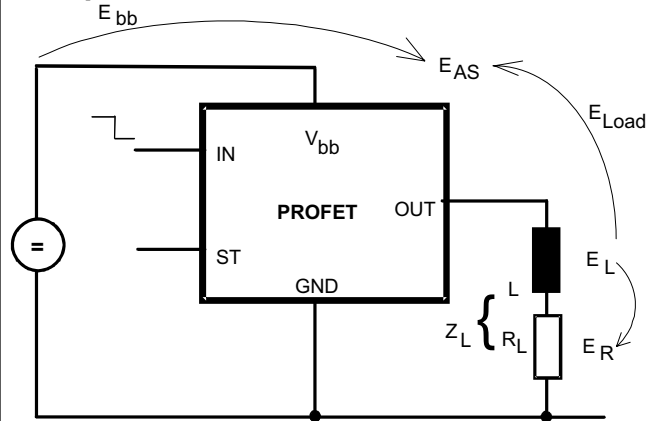 E bb
E AS
E Load
V bb
IN
PROFET
OUT
=
ST
GND
E L
L
Z L { R L
E R